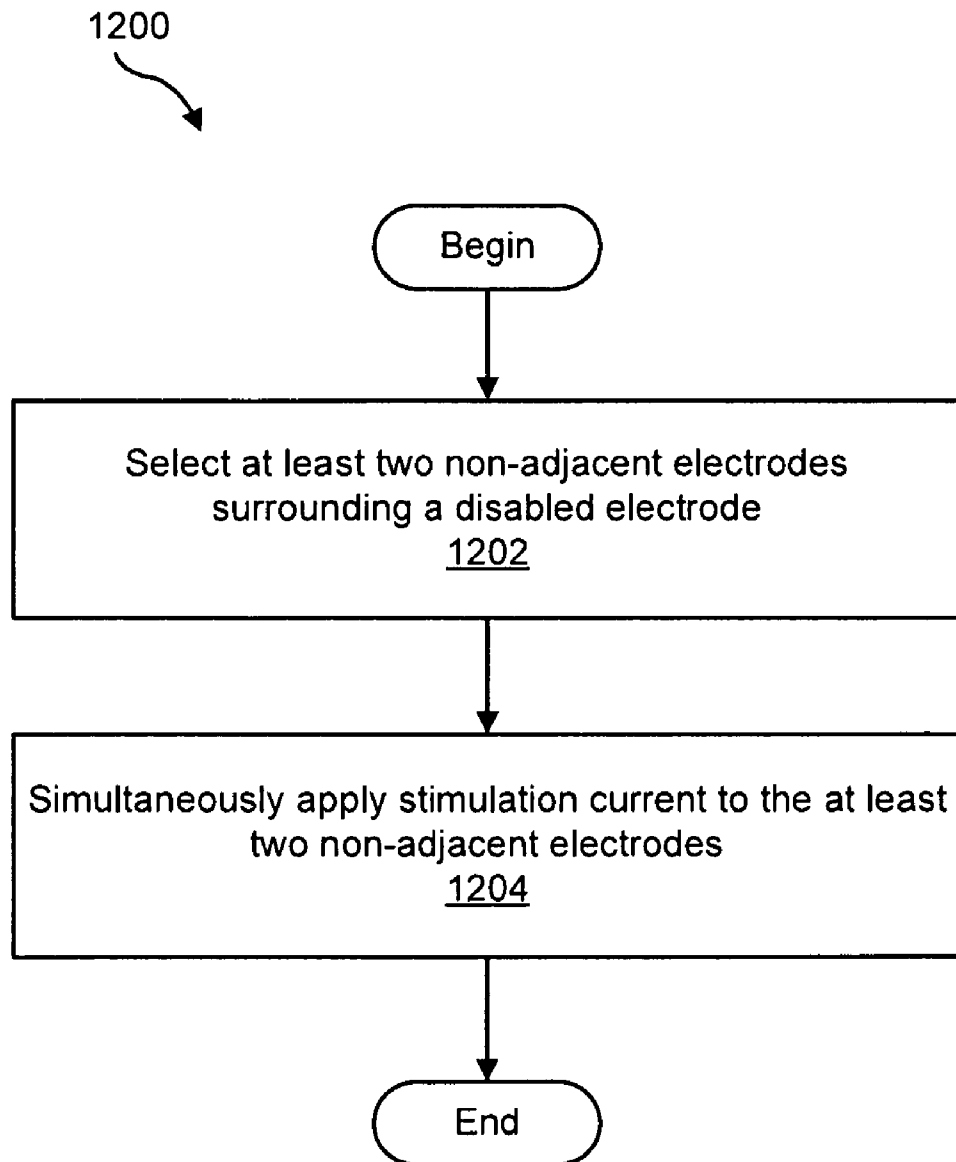 1200
Begin
Select at least two non-adjacent electrodes
surrounding a disabled electrode
1202
Simultaneously apply stimulation current to the at least
two non-adjacent electrodes
1204
End